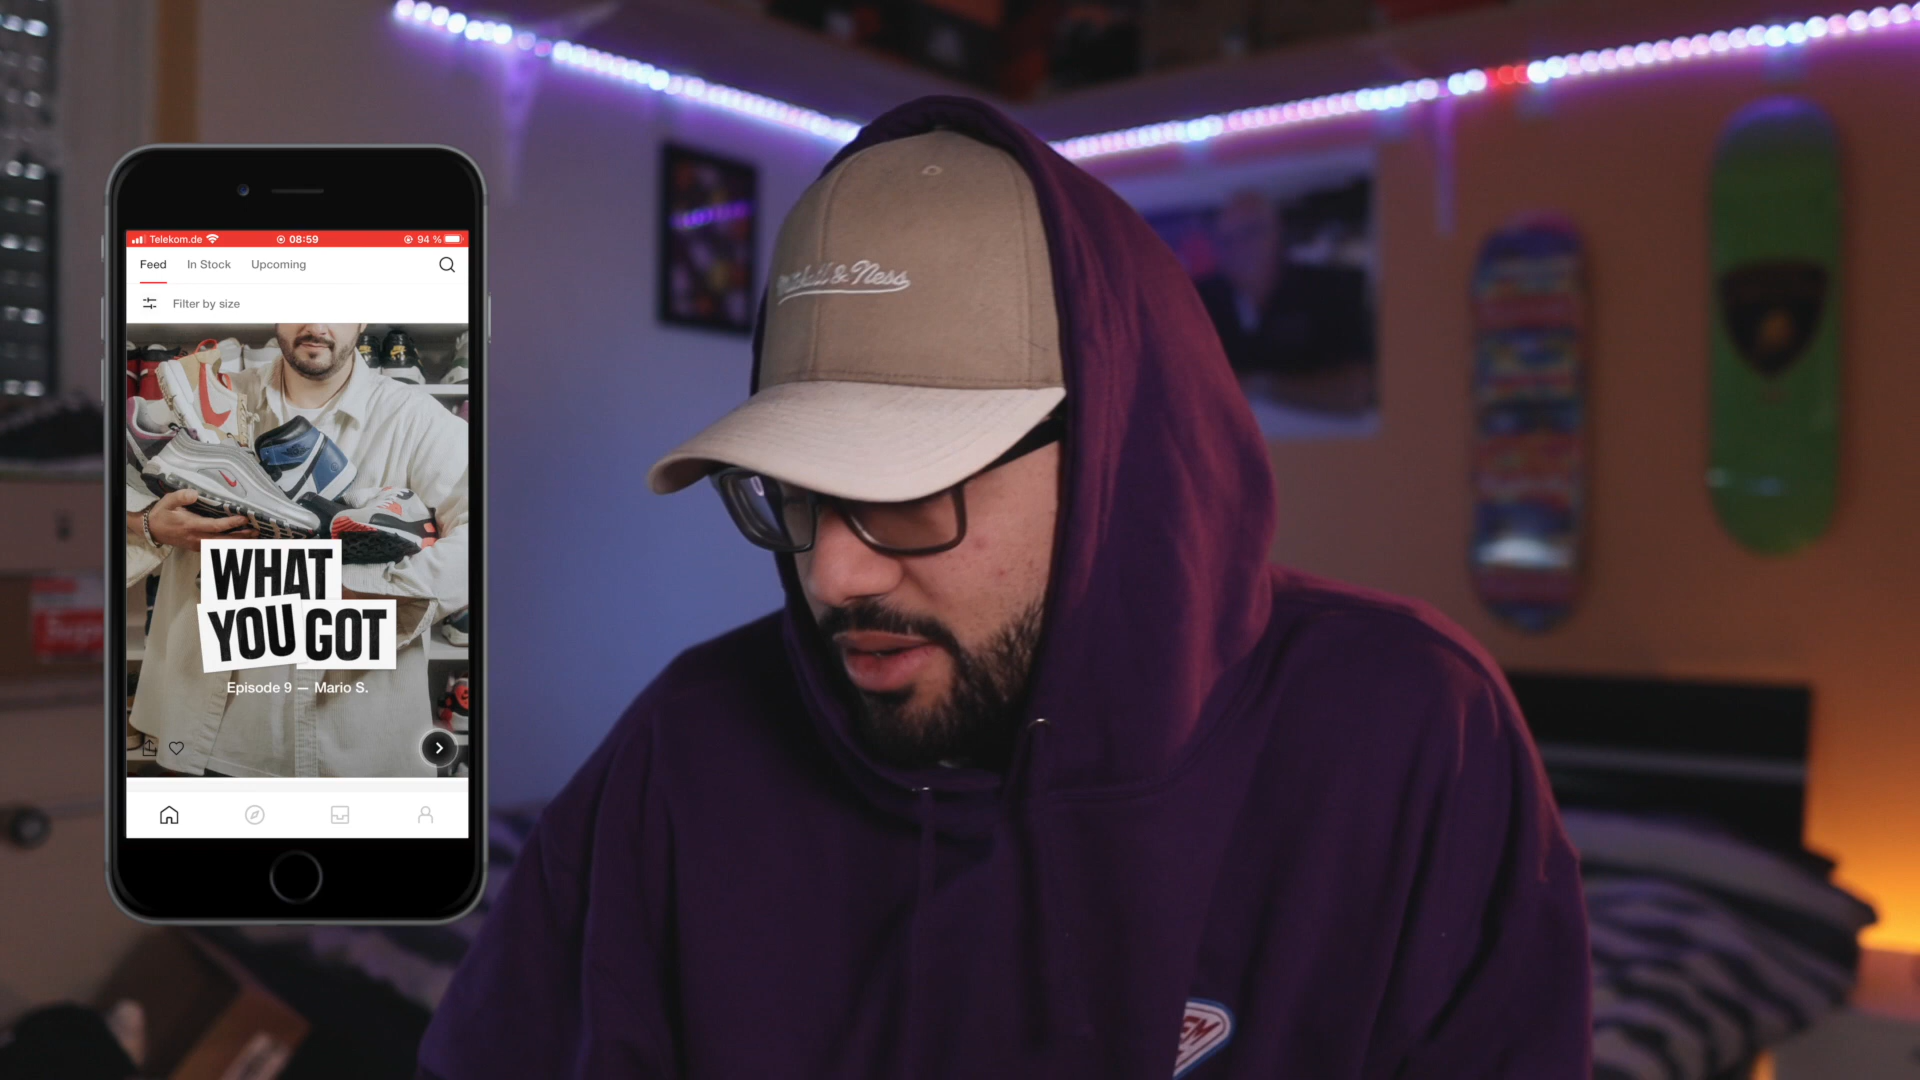 Telekom.de
08:59
94 %
Feed In Stock Upcoming
Filter by size
WHAT
YOU GOT
Episode 9 — Mario S.
Mitchell & Ness
Supreme